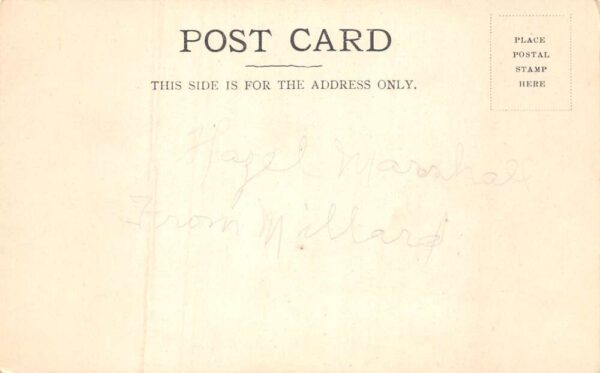 POST CARD
THIS SIDE IS FOR THE ADDRESS ONLY.
PLACE
POSTAL
STAMP
HERE
Hazel Marshall
From Millard